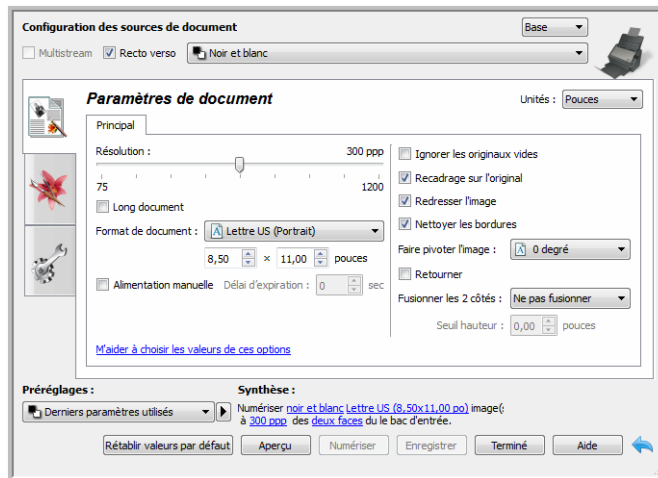 Configuration des sources de document
Base
Multistream
Recto verso
Noir et blanc
Paramètres de document
Unités :
Pouces
Principal
Résolution :
300 ppp
75
1200
Long document
Format de document :
Lettre US (Portrait)
8,50
×
11,00
pouces
Alimentation manuelle
Délai d'expiration :
0
sec
M'aider à choisir les valeurs de ces options
Ignorer les originaux vides
Recadrage sur l'original
Redresser l'image
Nettoyer les bordures
Faire pivoter l'image :
0 degré
Retourner
Fusionner les 2 côtés :
Ne pas fusionner
Seuil hauteur :
0,00
pouces
Préréglages :
Derniers paramètres utilisés
Synthèse :
Numériser noir et blanc Lettre US (8,50x11,00 po) image(:
à 300 ppp des deux faces du le bac d'entrée.
Rétablir valeurs par défaut
Aperçu
Numériser
Enregistrer
Terminé
Aide